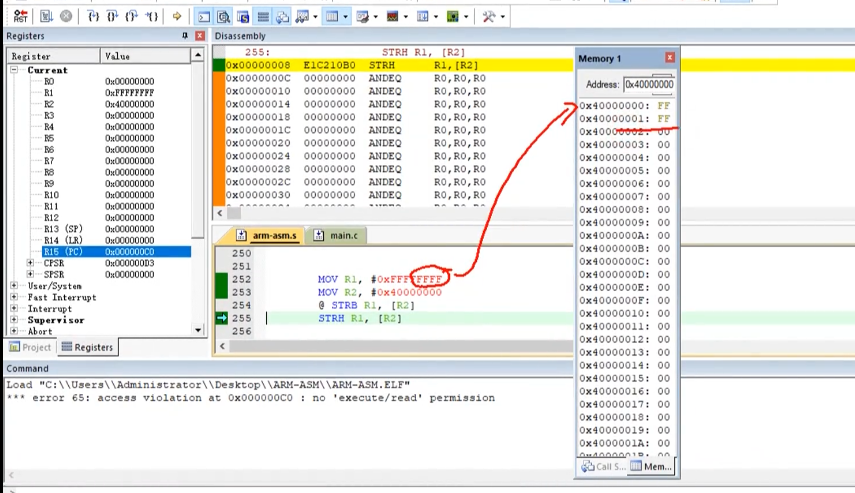 Registers
Register Value
Current
R0 0x00000000
R1 0xFFFFFFFF
R2 0x40000000
R3 0x00000000
R4 0x00000000
R5 0x00000000
R6 0x00000000
R7 0x00000000
R8 0x00000000
R9 0x00000000
R10 0x00000000
R11 0x00000000
R12 0x00000000
R13 (SP) 0x00000000
R14 (LR) 0x00000000
R15 (PC) 0x000000C0
CPSR 0x000000D3
SPSR 0x00000000
User/System
Fast Interrupt
Interrupt
Supervisor
Abort
Project Registers
Disassembly
255: STRH R1, [R2]
0x00000008 E1C210B0 STRH R1,[R2]
0x0000000C 00000000 ANDEQ R0,R0,R0
0x00000010 00000000 ANDEQ R0,R0,R0
0x00000014 00000000 ANDEQ R0,R0,R0
0x00000018 00000000 ANDEQ R0,R0,R0
0x0000001C 00000000 ANDEQ R0,R0,R0
0x00000020 00000000 ANDEQ R0,R0,R0
0x00000024 00000000 ANDEQ R0,R0,R0
0x00000028 00000000 ANDEQ R0,R0,R0
0x0000002C 00000000 ANDEQ R0,R0,R0
0x00000030 00000000 ANDEQ R0,R0,R0
arm-asm.s main.c
250
251
252 MOV R1, #0xFFFFFFFF
253 MOV R2, #0x40000000
254 @ STRB R1, [R2]
255 STRH R1, [R2]
256
Memory 1
Address: 0x40000000
0x40000000: FF
0x40000001: FF
0x40000002: 00
0x40000003: 00
0x40000004: 00
0x40000005: 00
0x40000006: 00
0x40000007: 00
0x40000008: 00
0x40000009: 00
0x4000000A: 00
0x4000000B: 00
0x4000000C: 00
0x4000000D: 00
0x4000000E: 00
0x4000000F: 00
0x40000010: 00
0x40000011: 00
0x40000012: 00
0x40000013: 00
0x40000014: 00
0x40000015: 00
0x40000016: 00
0x40000017: 00
0x40000018: 00
0x40000019: 00
0x4000001A: 00
0x4000001B: 00
Call S... Mem...
Command
Load "C:\\Users\\Administrator\\Desktop\\ARM-ASM\\ARM-ASM.ELF"
*** error 65: access violation at 0x000000C0 : no 'execute/read' permission